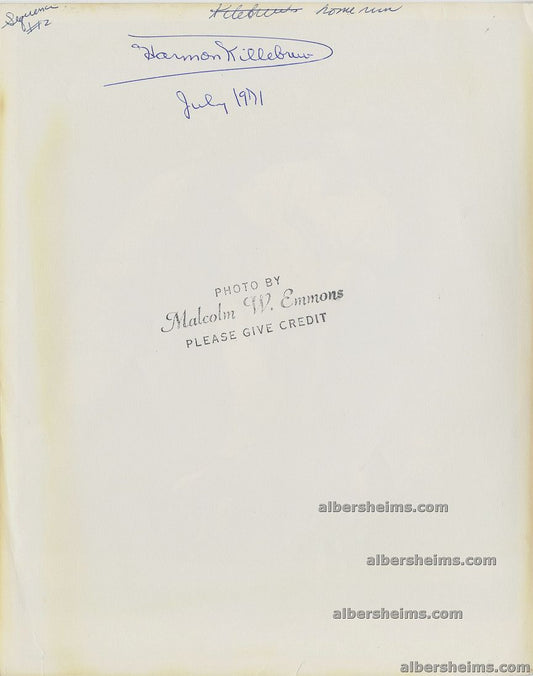 Sequence
#2
Killebrew's home run
Harmon Killebrew
July 1971
PHOTO BY
Malcolm W. Emmons
PLEASE GIVE CREDIT
albersheims.com
albersheims.com
albersheims.com
albersheims.com